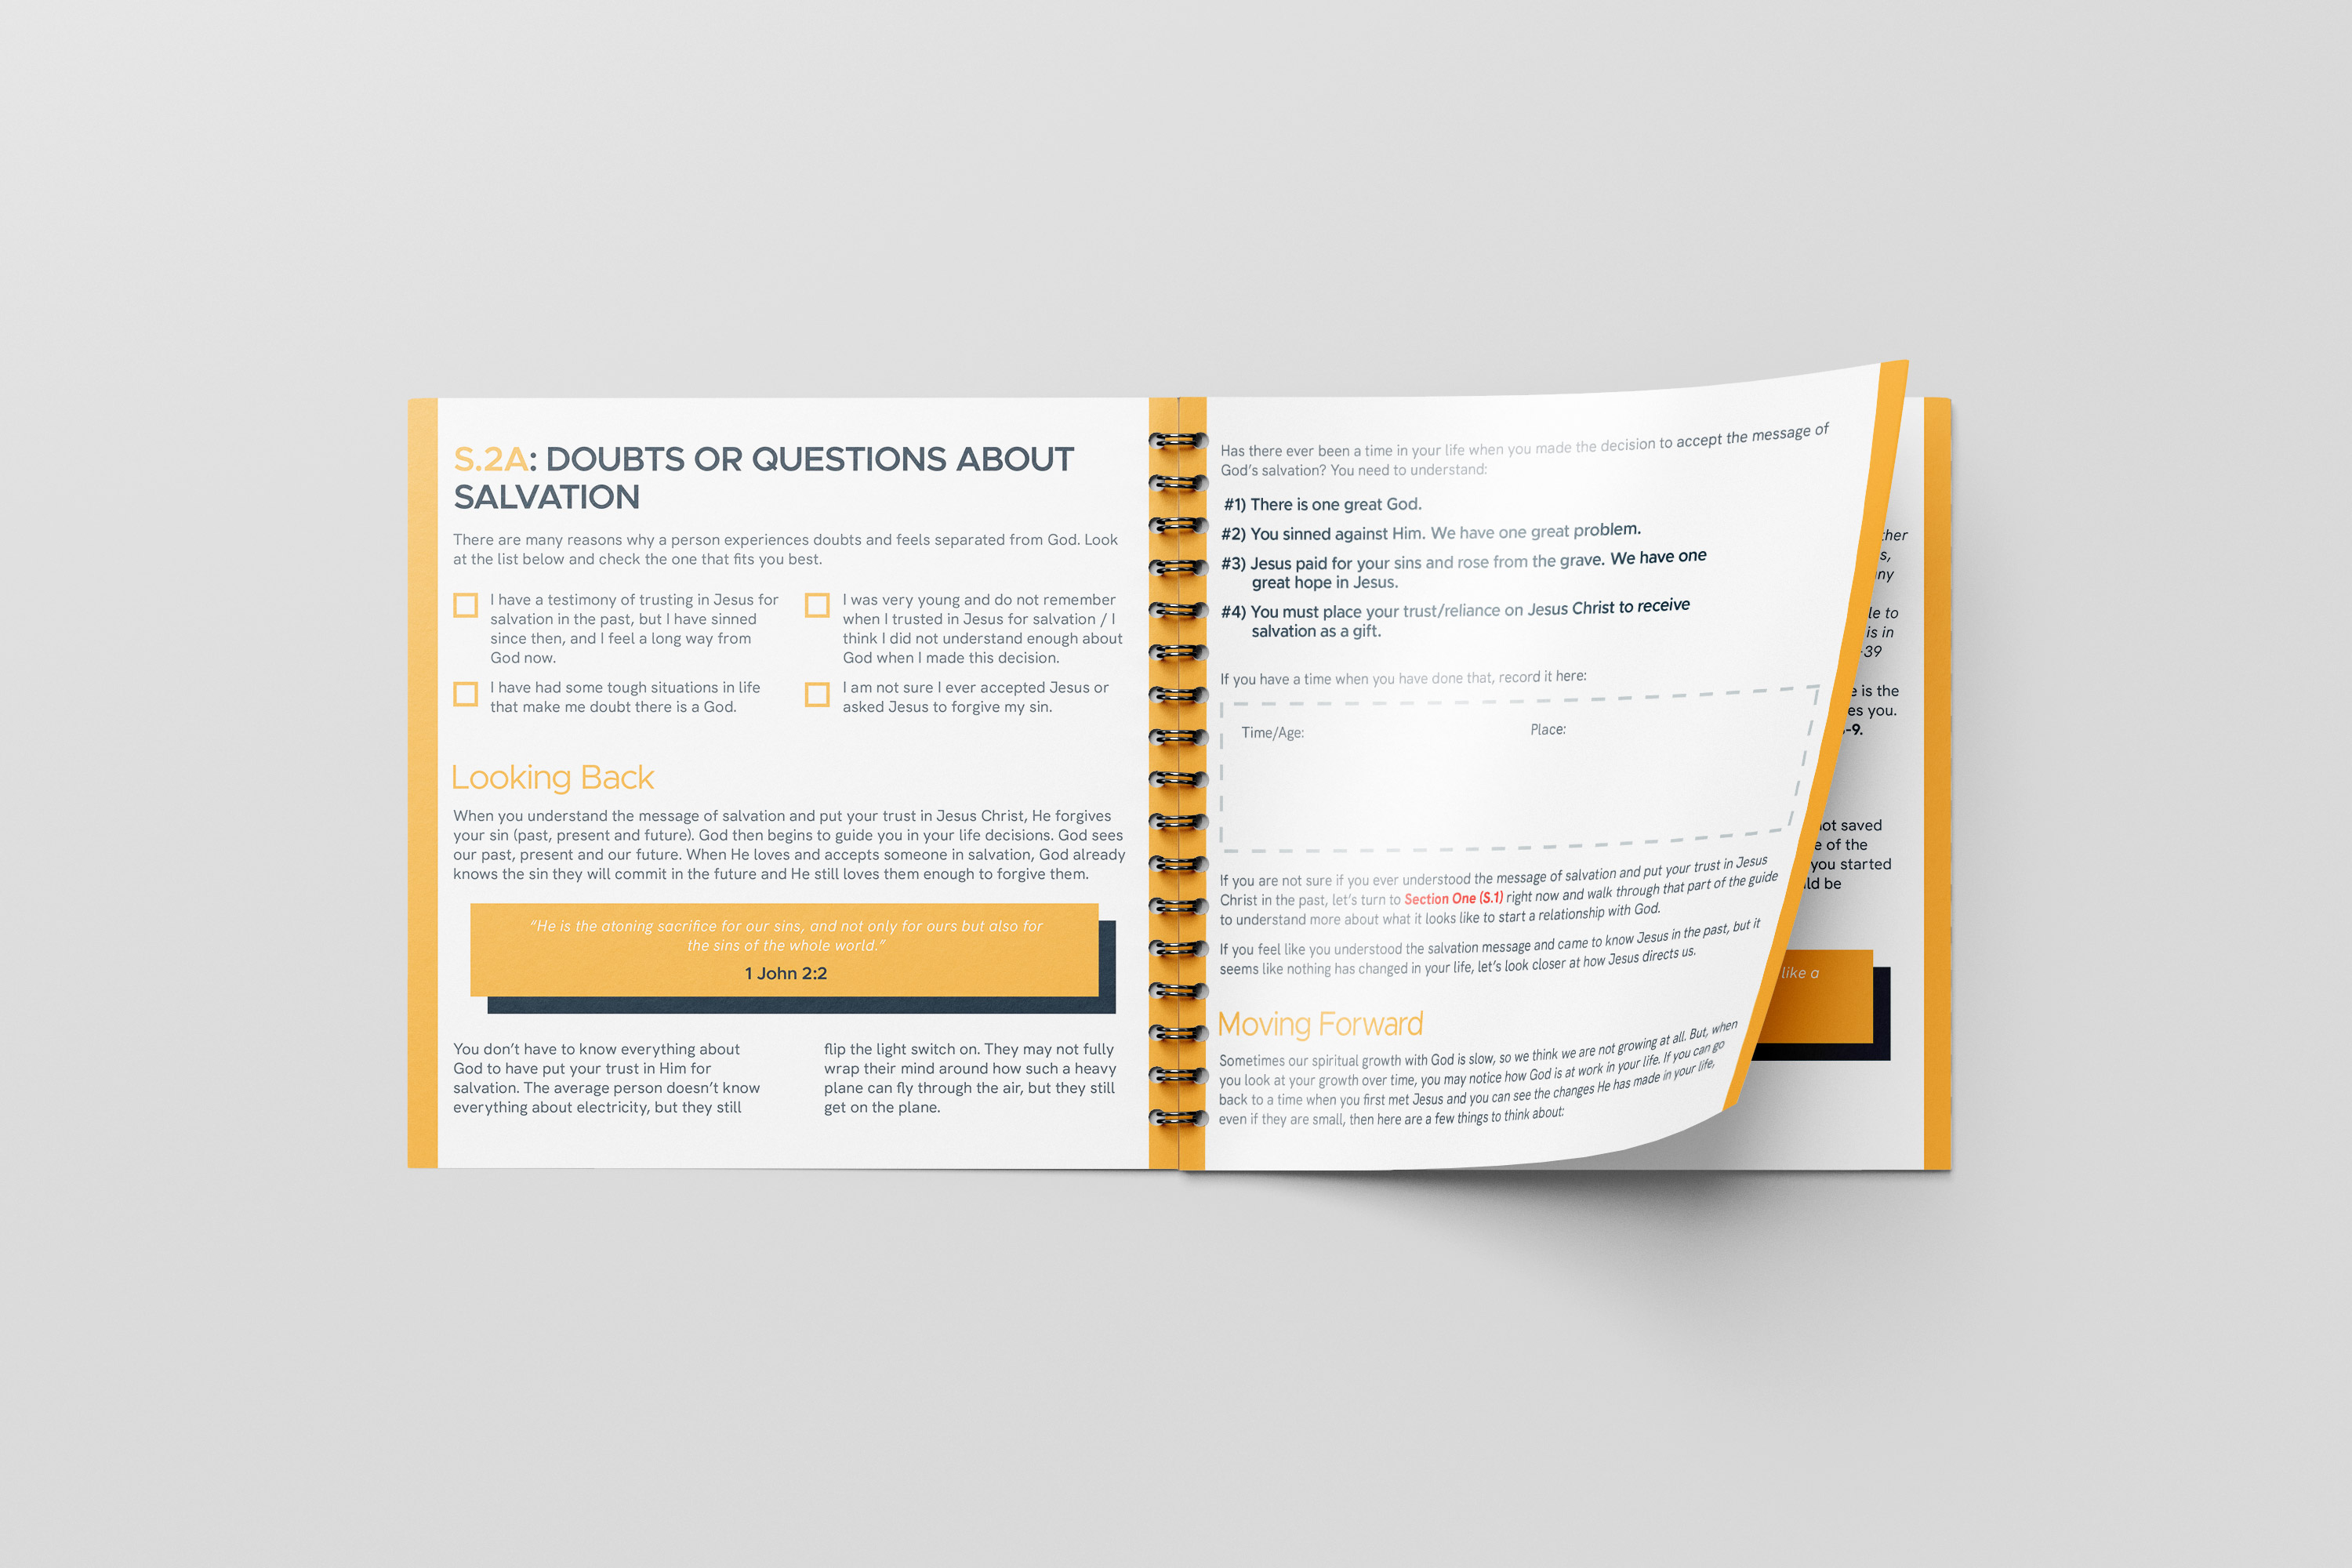 S.2A: DOUBTS OR QUESTIONS ABOUT
SALVATION
There are many reasons why a person experiences doubts and feels separated from God. Look
at the list below and check the one that fits you best.
I have a testimony of trusting in Jesus for
salvation in the past, but I have sinned
since then, and I feel a long way from
God now.
I was very young and do not remember
when I trusted in Jesus for salvation / I
think I did not understand enough about
God when I made this decision.
I have had some tough situations in life
that make me doubt there is a God.
I am not sure I ever accepted Jesus or
asked Jesus to forgive my sin.
Looking Back
When you understand the message of salvation and put your trust in Jesus Christ, He forgives
your sin (past, present and future). God then begins to guide you in your life decisions. God sees
our past, present and our future. When He loves and accepts someone in salvation, God already
knows the sin they will commit in the future and He still loves them enough to forgive them.
“He is the atoning sacrifice for our sins, and not only for ours but also for
the sins of the whole world.”
1 John 2:2
You don’t have to know everything about
God to have put your trust in Him for
salvation. The average person doesn’t know
everything about electricity, but they still
flip the light switch on. They may not fully
wrap their mind around how such a heavy
plane can fly through the air, but they still
get on the plane.
Has there ever been a time in your life when you made the decision to accept the message of
God’s salvation? You need to understand:
#1) There is one great God.
#2) You sinned against Him. We have one great problem.
#3) Jesus paid for your sins and rose from the grave. We have one
great hope in Jesus.
#4) You must place your trust/reliance on Jesus Christ to receive
salvation as a gift.
If you have a time when you have done that, record it here:
Time/Age: Place:
If you are not sure if you ever understood the message of salvation and put your trust in Jesus
Christ in the past, let’s turn to Section One (S.1) right now and walk through that part of the guide
to understand more about what it looks like to start a relationship with God.
If you feel like you understood the salvation message and came to know Jesus in the past, but it
seems like nothing has changed in your life, let’s look closer at how Jesus directs us.
Moving Forward
Sometimes our spiritual growth with God is slow, so we think we are not growing at all. But, when
you look at your growth over time, you may notice how God is at work in your life. If you can go
back to a time when you first met Jesus and you can see the changes He has made in your life,
even if they are small, then here are a few things to think about:
to
is in
-39
is the
you.
-9.
saved
of the
you started
be
like a